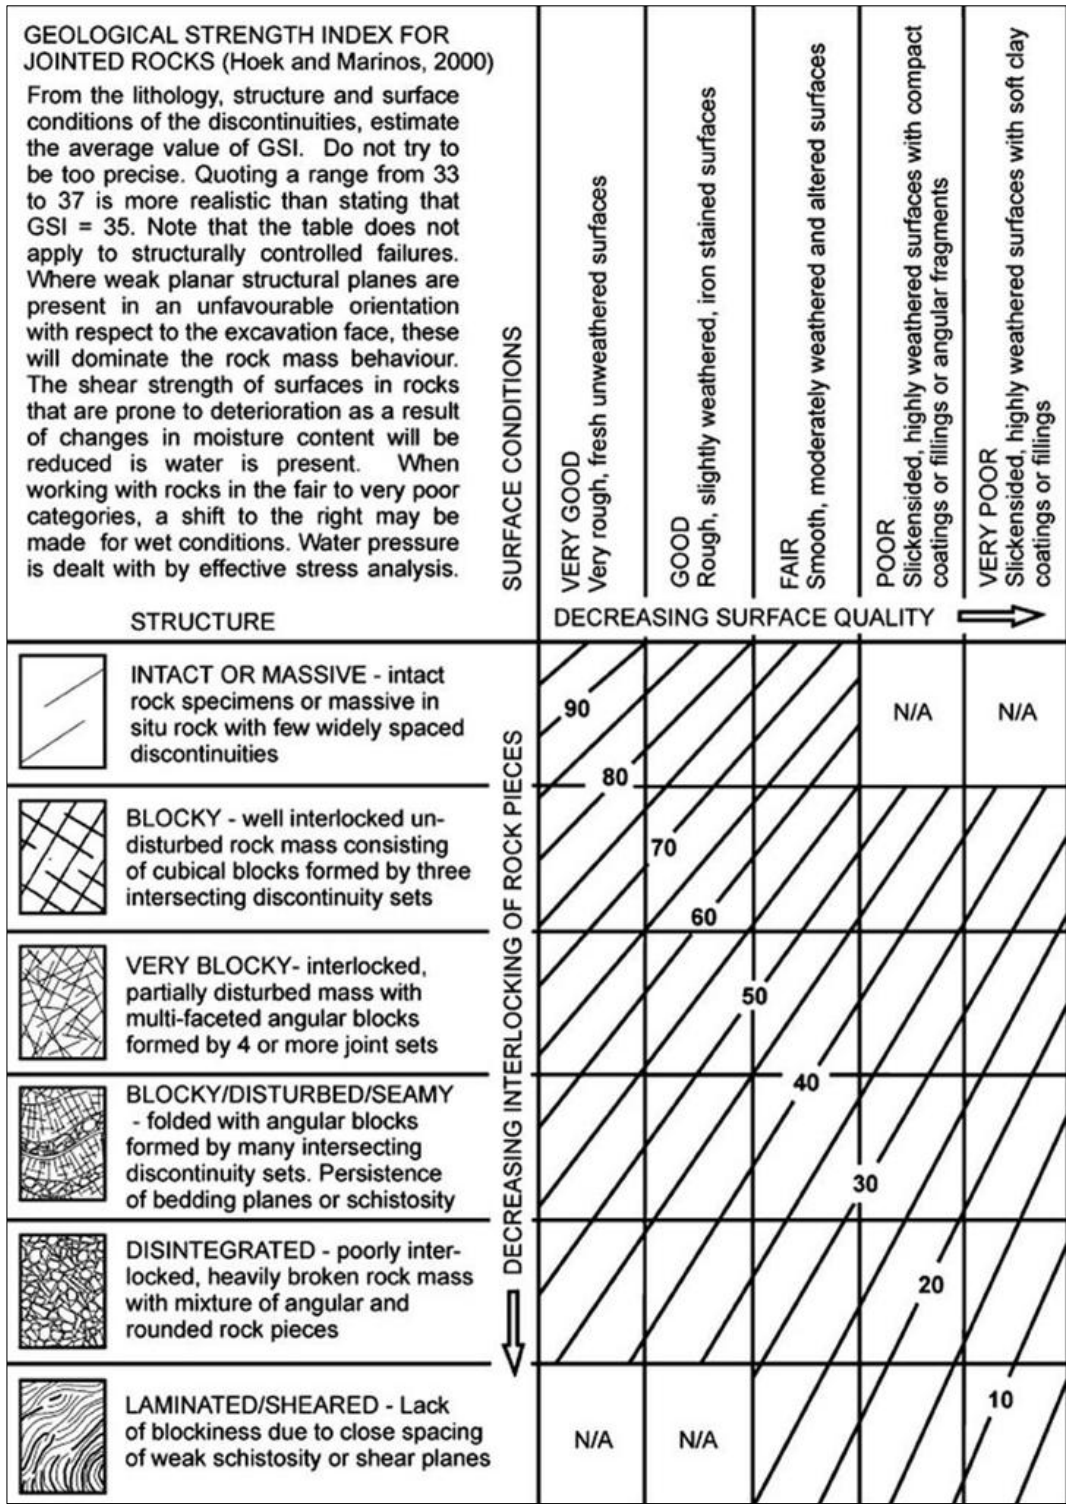 GEOLOGICAL STRENGTH INDEX FOR
JOINTED ROCKS (Hoek and Marinos, 2000)
From the lithology, structure and surface
conditions of the discontinuities, estimate
the average value of GSI. Do not try to
be too precise. Quoting a range from 33
to 37 is more realistic than stating that
GSI = 35. Note that the table does not
apply to structurally controlled failures.
Where weak planar structural planes are
present in an unfavourable orientation
with respect to the excavation face, these
will dominate the rock mass behaviour.
The shear strength of surfaces in rocks
that are prone to deterioration as a result
of changes in moisture content will be
reduced is water is present. When
working with rocks in the fair to very poor
categories, a shift to the right may be
made for wet conditions. Water pressure
is dealt with by effective stress analysis.
STRUCTURE
SURFACE CONDITIONS
VERY GOOD
Very rough, fresh unweathered surfaces
GOOD
Rough, slightly weathered, iron stained surfaces
FAIR
Smooth, moderately weathered and altered surfaces
POOR
Slickensided, highly weathered surfaces with compact
coatings or fillings or angular fragments
VERY POOR
Slickensided, highly weathered surfaces with soft clay
coatings or fillings
DECREASING SURFACE QUALITY
DECREASING INTERLOCKING OF ROCK PIECES
INTACT OR MASSIVE - intact
rock specimens or massive in
situ rock with few widely spaced
discontinuities
90
80
N/A
N/A
BLOCKY - well interlocked un-
disturbed rock mass consisting
of cubical blocks formed by three
intersecting discontinuity sets
70
60
VERY BLOCKY- interlocked,
partially disturbed mass with
multi-faceted angular blocks
formed by 4 or more joint sets
50
40
BLOCKY/DISTURBED/SEAMY
- folded with angular blocks
formed by many intersecting
discontinuity sets. Persistence
of bedding planes or schistosity
30
DISINTEGRATED - poorly inter-
locked, heavily broken rock mass
with mixture of angular and
rounded rock pieces
20
LAMINATED/SHEARED - Lack
of blockiness due to close spacing
of weak schistosity or shear planes
N/A
N/A
10